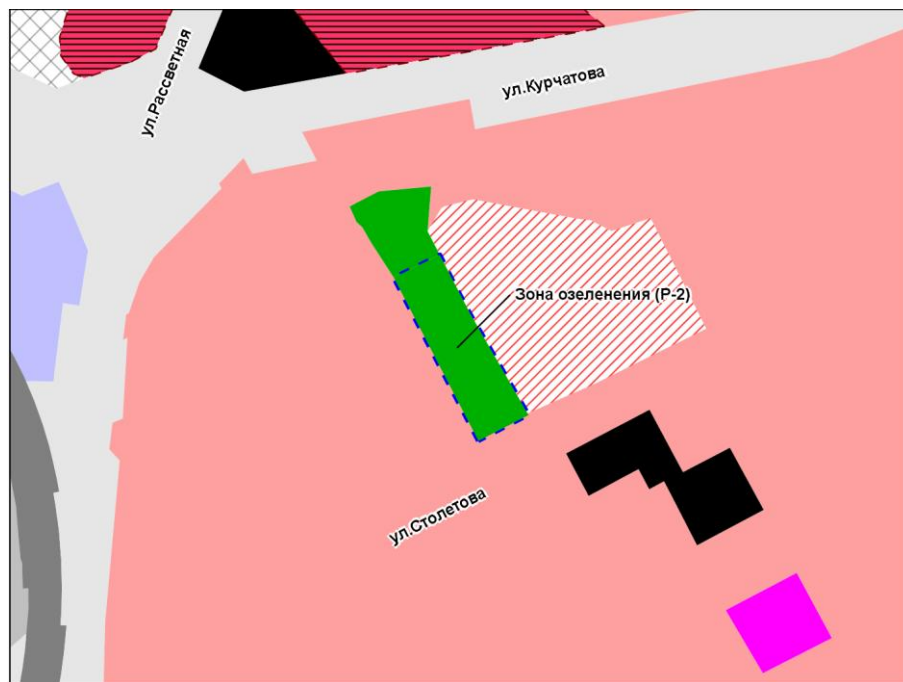 ул.Рассветная
ул.Курчатова
Зона озеленения (Р-2)
ул.Столетова